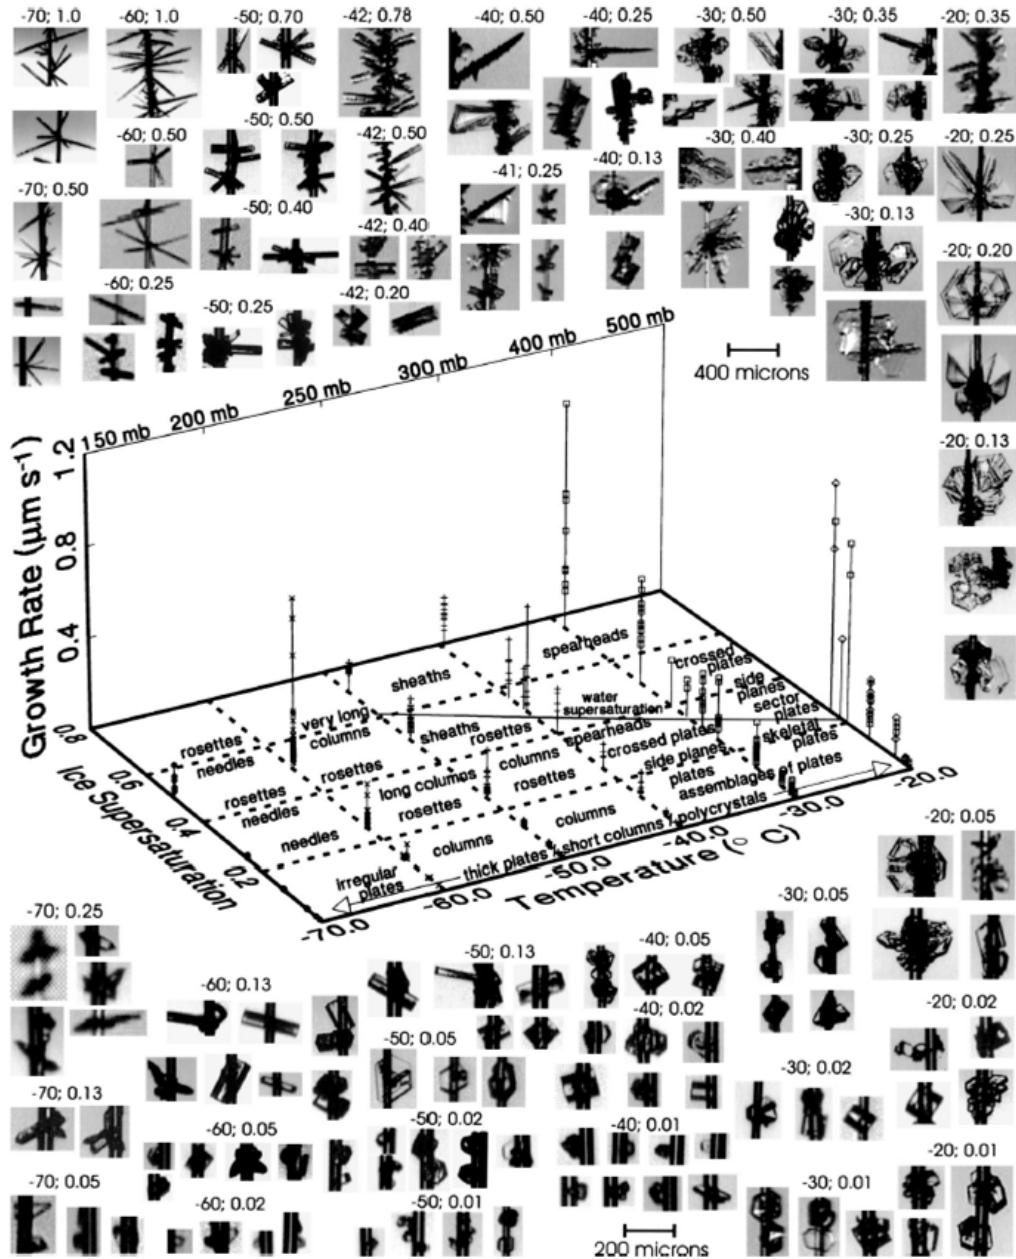 -70; 1.0
-60; 1.0
-50; 0.70
-42; 0.78
-40; 0.50
-40; 0.25
-30; 0.50
-30; 0.35
-20; 0.35
-60; 0.50
-50; 0.50
-42; 0.50
-41; 0.25
-40; 0.13
-30; 0.40
-30; 0.25
-20; 0.25
-70; 0.50
-50; 0.40
-42; 0.40
-30; 0.13
-20; 0.20
-60; 0.25
-50; 0.25
-42; 0.20
400 microns
-20; 0.13
150 mb
200 mb
250 mb
300 mb
400 mb
500 mb
Growth Rate (μm s⁻¹)
1.2
0.8
0.4
0.8
0.6
0.4
0.2
Ice Supersaturation
Temperature (° C)
-70.0
-60.0
-50.0
-40.0
-30.0
-20.0
spearheads
sheaths
crossed
plates
side
planes
sector
plates
skeletal
plates
water
supersaturation
very long
columns
rosettes
needles
sheaths
rosettes
spearheads
crossed plates
side planes
plates
assemblages of plates
rosettes
long columns
columns
rosettes
rosettes
needles
rosettes
needles
columns
columns
irregular
plates
thick plates / short columns / polycrystals
-70; 0.25
-60; 0.13
-50; 0.13
-40; 0.05
-30; 0.05
-20; 0.05
-50; 0.05
-40; 0.02
-20; 0.02
-30; 0.02
-70; 0.13
-60; 0.05
-50; 0.02
-40; 0.01
-20; 0.01
-70; 0.05
-60; 0.02
-50; 0.01
-30; 0.01
200 microns